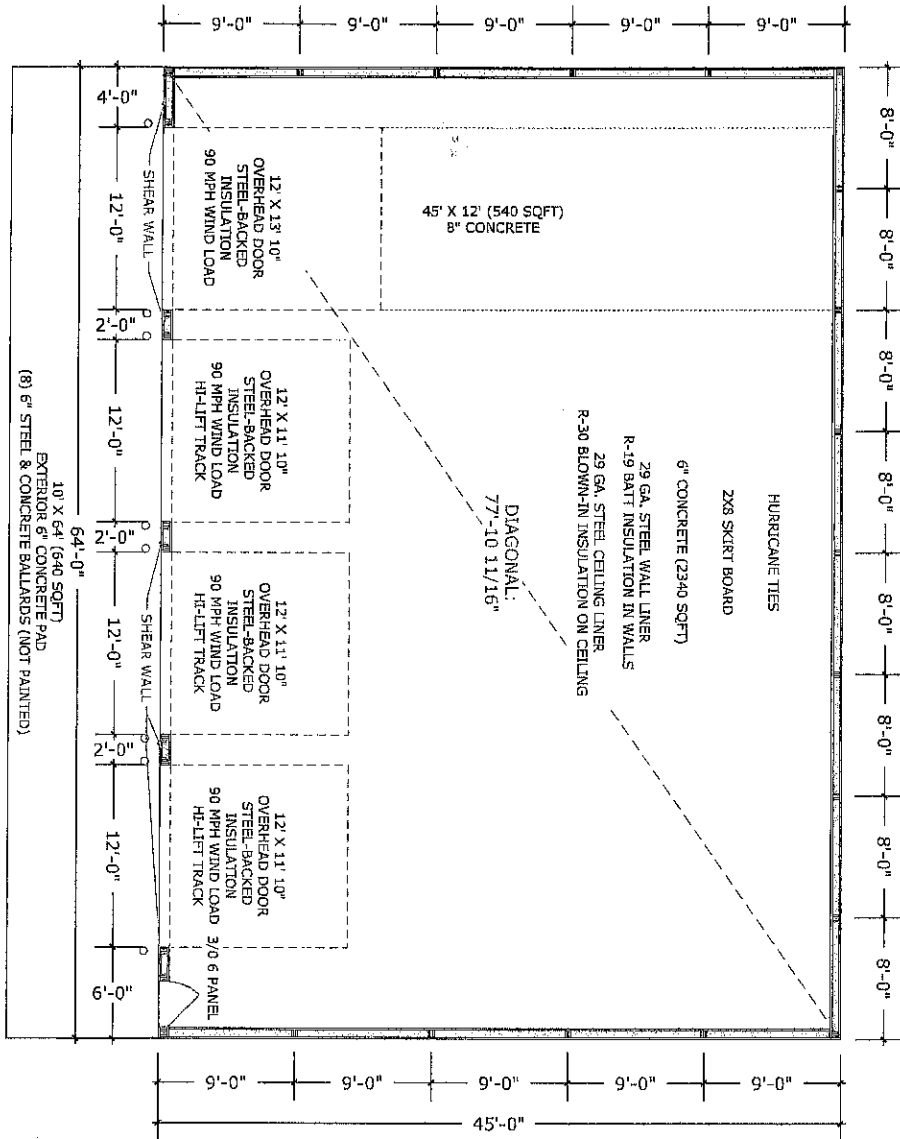 9'-0"
9'-0"
9'-0"
9'-0"
9'-0"
4'-0"
12'-0"
2'-0"
12'-0"
2'-0"
12'-0"
2'-0"
12'-0"
6'-0"
64'-0"
SHEAR WALL
SHEAR WALL
10' X 64' (640 SQFT)
EXTERIOR 6" CONCRETE PAD
(8) 6" STEEL & CONCRETE BALLARDS (NOT PAINTED)
12' X 13' 10"
OVERHEAD DOOR
STEEL-BACKED
INSULATION
90 MPH WIND LOAD
45' X 12' (540 SQFT)
8" CONCRETE
12' X 11' 10"
OVERHEAD DOOR
STEEL-BACKED
INSULATION
90 MPH WIND LOAD
HI-LIFT TRACK
12' X 11' 10"
OVERHEAD DOOR
STEEL-BACKED
INSULATION
90 MPH WIND LOAD
HI-LIFT TRACK
12' X 11' 10"
OVERHEAD DOOR
STEEL-BACKED
INSULATION
90 MPH WIND LOAD
HI-LIFT TRACK
3/0 6 PANEL
HURRICANE TIES
2X8 SKIRT BOARD
6" CONCRETE (2340 SQFT)
29 GA. STEEL WALL LINER
R-19 BATT INSULATION IN WALLS
29 GA. STEEL CEILING LINER
R-30 BLOWN-IN INSULATION ON CEILING
DIAGONAL:
77'-10 11/16"
8'-0"
8'-0"
8'-0"
8'-0"
8'-0"
8'-0"
8'-0"
8'-0"
9'-0"
9'-0"
9'-0"
9'-0"
9'-0"
45'-0"